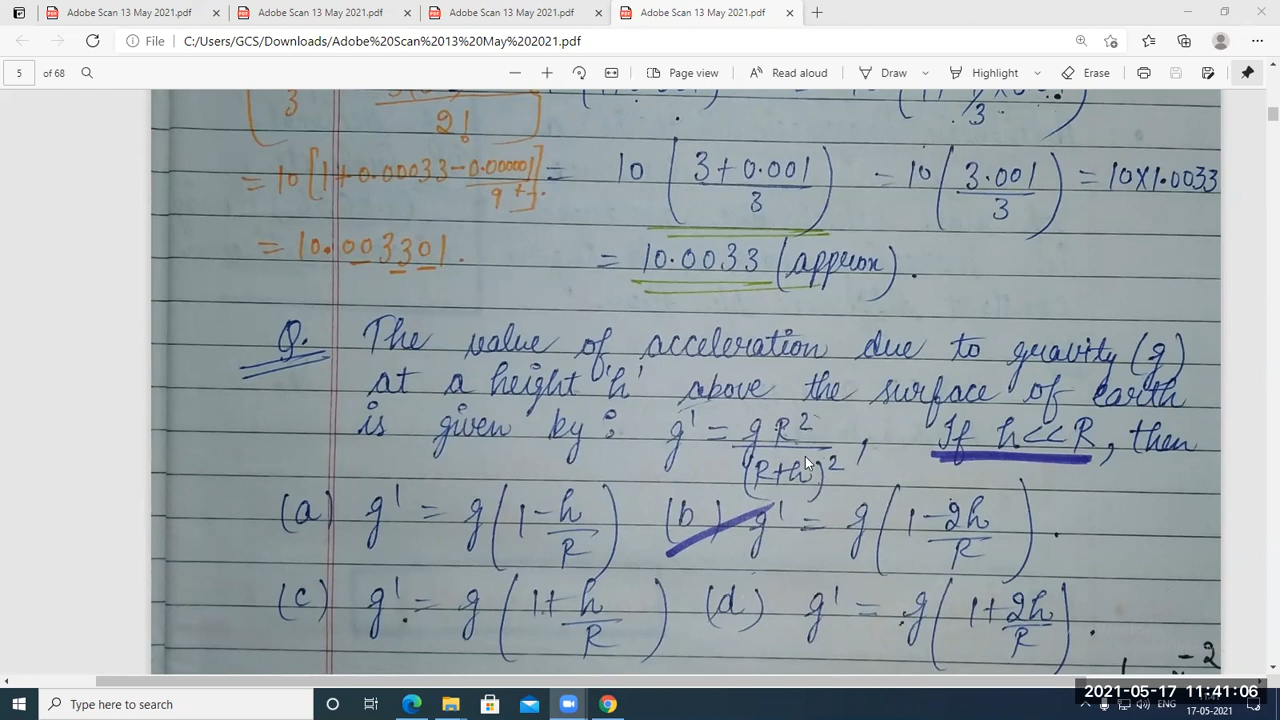 Adobe Scan 13 May 2021.pdf
Adobe Scan 13 May 2021.pdf
Adobe Scan 13 May 2021.pdf
Adobe Scan 13 May 2021.pdf
File C:/Users/GCS/Downloads/Adobe%20Scan%2013%20May%202021.pdf
5 of 68 Page view Read aloud Draw Highlight Erase
3 2! 3
= 10 [1+0.00033-0.00001/9 + ...]
= 10 (3+0.001/3) = 10 (3.001/3) = 10×1.0033
= 10.003301.
= 10.0033 (approx).
Q. The value of acceleration due to gravity (g)
at a height 'h' above the surface of earth
is given by : g' = gR²/(R+h)², If h<<R, then
(a) g' = g(1-h/R) (b) g' = g(1-2h/R).
(c) g' = g(1+h/R) (d) g' = g(1+2h/R).
-2
2021-05-17 11:41:06
Type here to search
ENG
17-05-2021